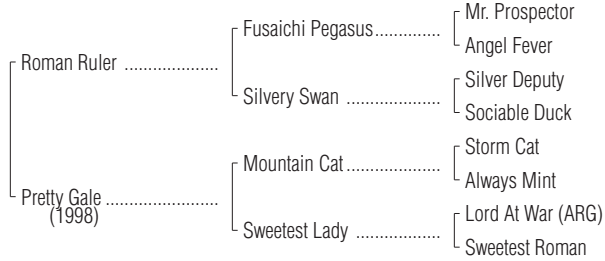 Mr. Prospector
Fusaichi Pegasus..............
Angel Fever
Roman Ruler ....................
Silver Deputy
Silvery Swan ....................
Sociable Duck
Storm Cat
Mountain Cat....................
Always Mint
Pretty Gale ........................
(1998)
Lord At War (ARG)
Sweetest Lady ..................
Sweetest Roman